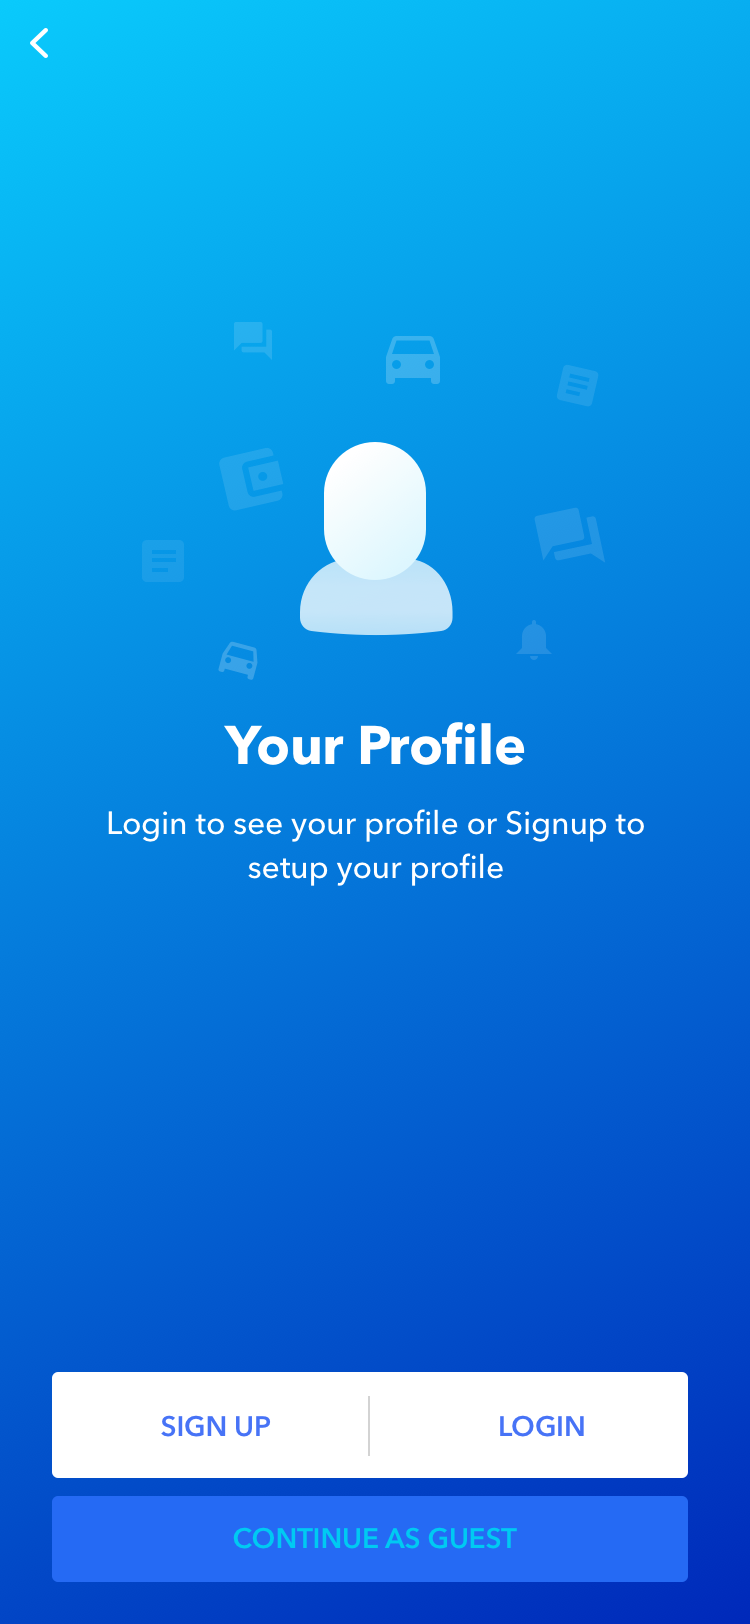 Your Profile
Login to see your profile or Signup to
setup your profile
SIGN UP
LOGIN
CONTINUE AS GUEST